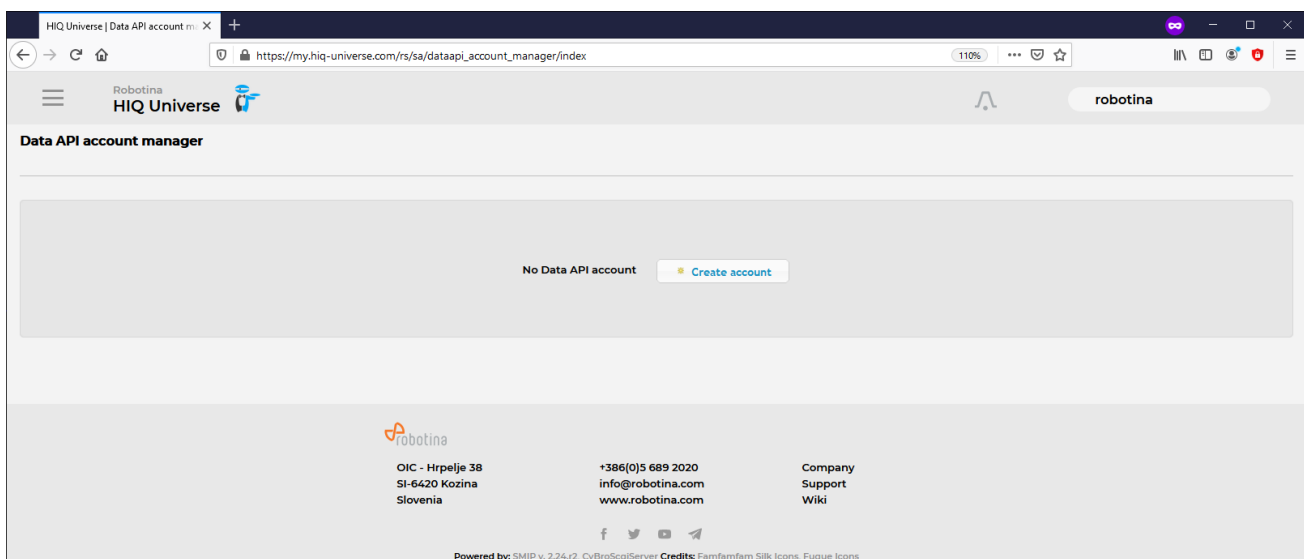 HIQ Universe | Data API account m
https://my.hiq-universe.com/rs/sa/dataapi_account_manager/index
110%
Robotina
HIQ Universe
robotina
Data API account manager
No Data API account
Create account
robotina
OIC - Hrpelje 38
SI-6420 Kozina
Slovenia
+386(0)5 689 2020
info@robotina.com
www.robotina.com
Company
Support
Wiki
Powered by: SMIP v. 2.24.r2, CyBroScgiServer Credits: Famfamfam Silk Icons, Fugue Icons